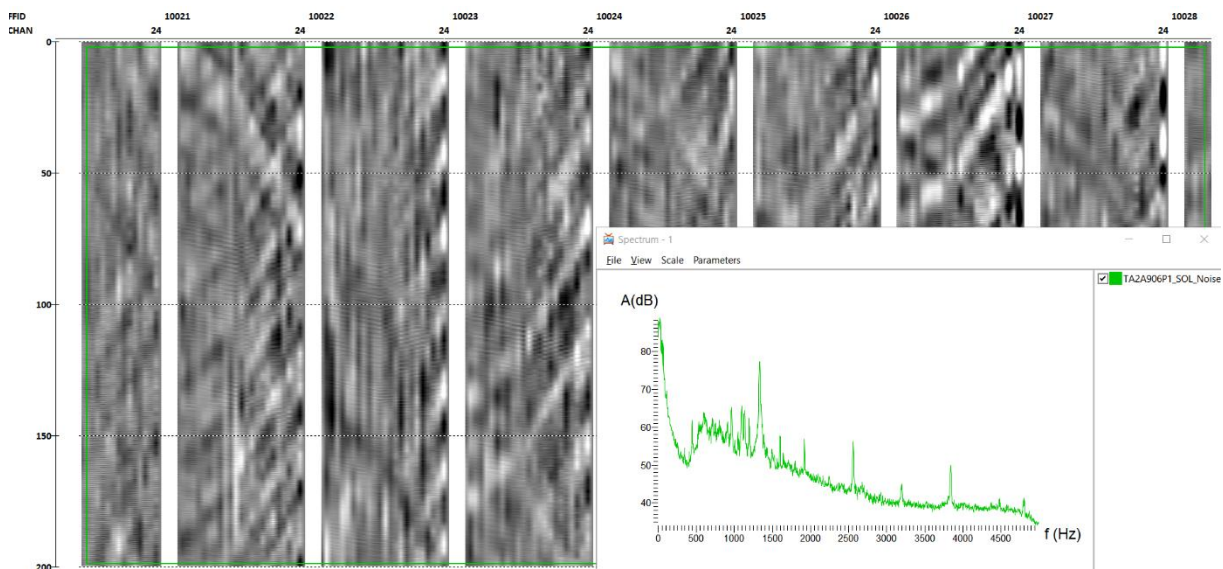 FFID 10021 10022 10023 10024 10025 10026 10027 10028
CHAN 24 24 24 24 24 24 24 24
0
50
100
150
200
Spectrum - 1
File View Scale Parameters
TA2A906P1_SOL_Noise
A(dB)
80
70
60
50
40
0 500 1000 1500 2000 2500 3000 3500 4000 4500 f (Hz)